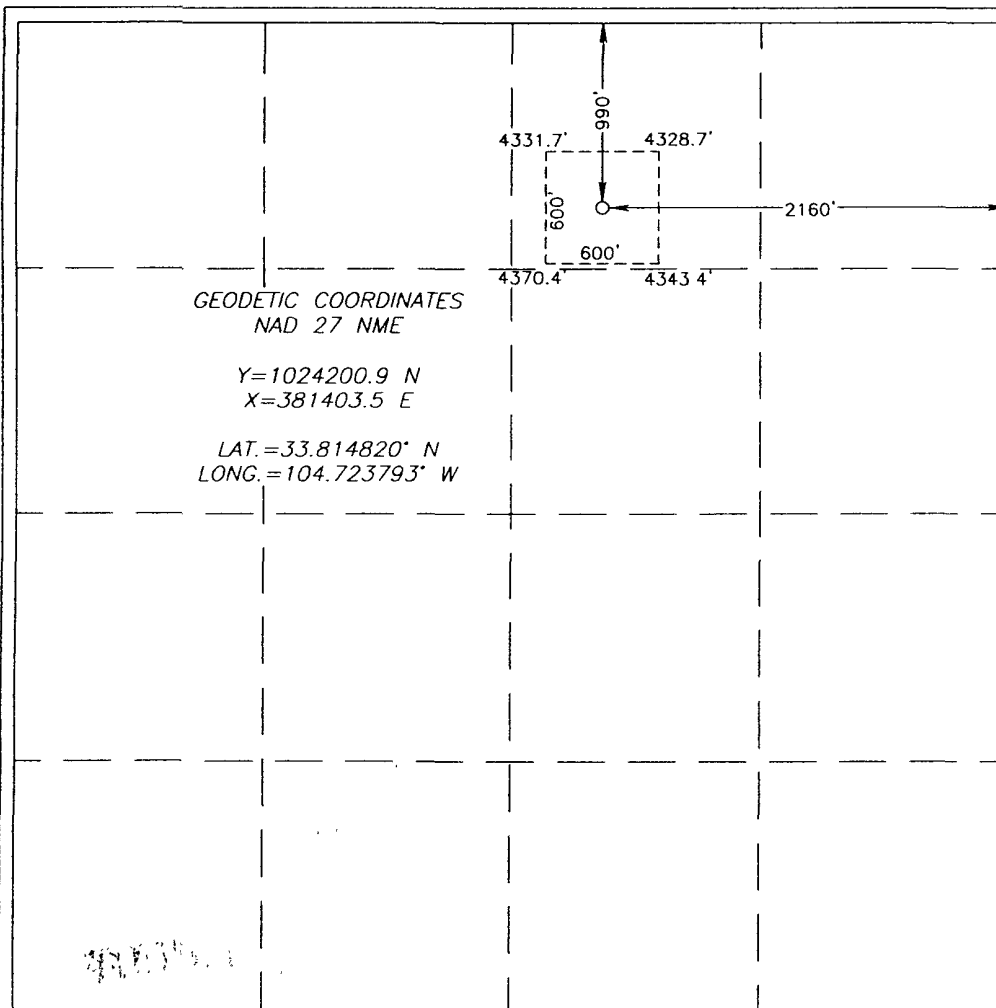 990'
4331.7' 4328.7'
600'
2160'
600'
4370.4' 4343 4'
GEODETIC COORDINATES
NAD 27 NME
Y=1024200.9 N
X=381403.5 E
LAT.=33.814820° N
LONG.=104.723793° W